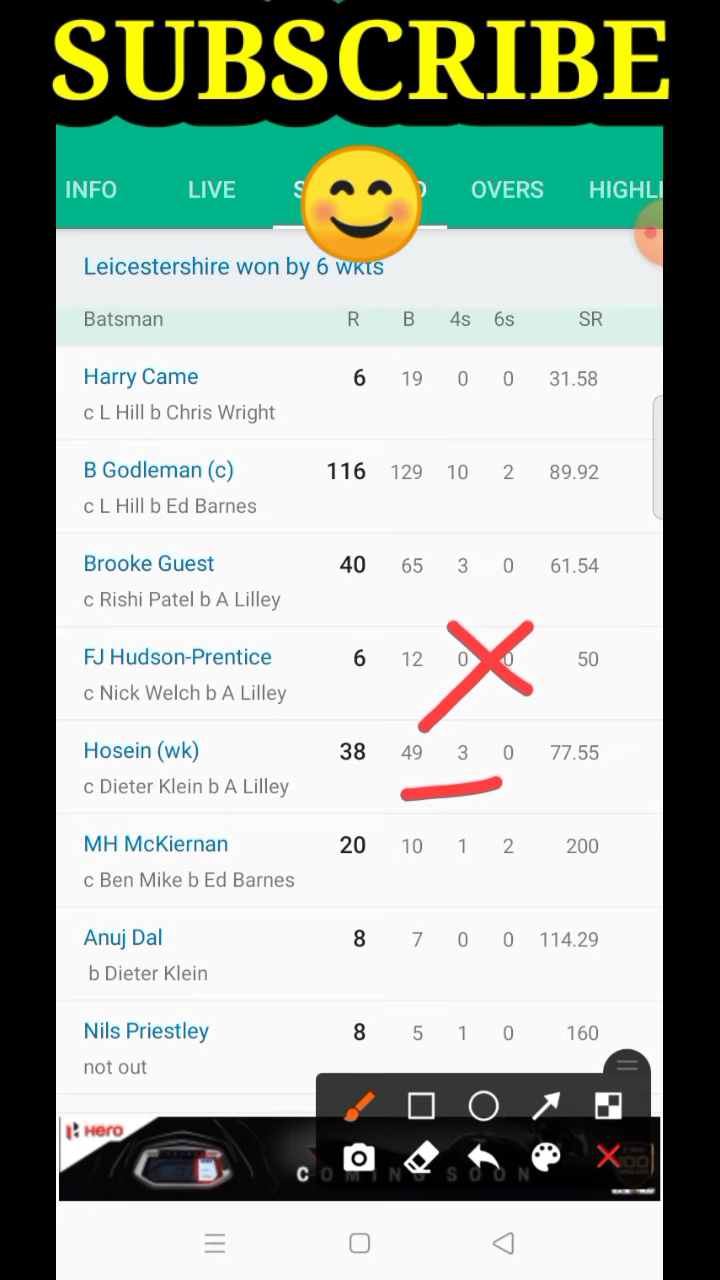 SUBSCRIBE
INFO LIVE OVERS HIGHLI
Leicestershire won by 6 wkts
Batsman R B 4s 6s SR
Harry Came 6 19 0 0 31.58
c L Hill b Chris Wright
B Godleman (c) 116 129 10 2 89.92
c L Hill b Ed Barnes
Brooke Guest 40 65 3 0 61.54
c Rishi Patel b A Lilley
FJ Hudson-Prentice 6 12 0 0 50
c Nick Welch b A Lilley
Hosein (wk) 38 49 3 0 77.55
c Dieter Klein b A Lilley
MH McKiernan 20 10 1 2 200
c Ben Mike b Ed Barnes
Anuj Dal 8 7 0 0 114.29
b Dieter Klein
Nils Priestley 8 5 1 0 160
not out
Hero
COMING SOON
100